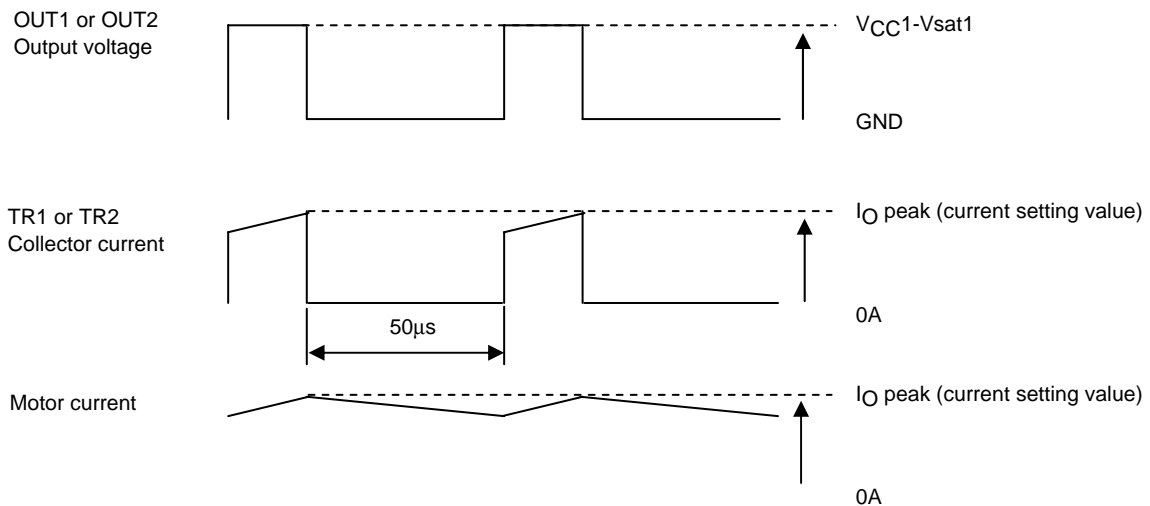 OUT1 or OUT2
Output voltage
VCC1-Vsat1
GND
TR1 or TR2
Collector current
IO peak (current setting value)
0A
50μs
Motor current
IO peak (current setting value)
0A